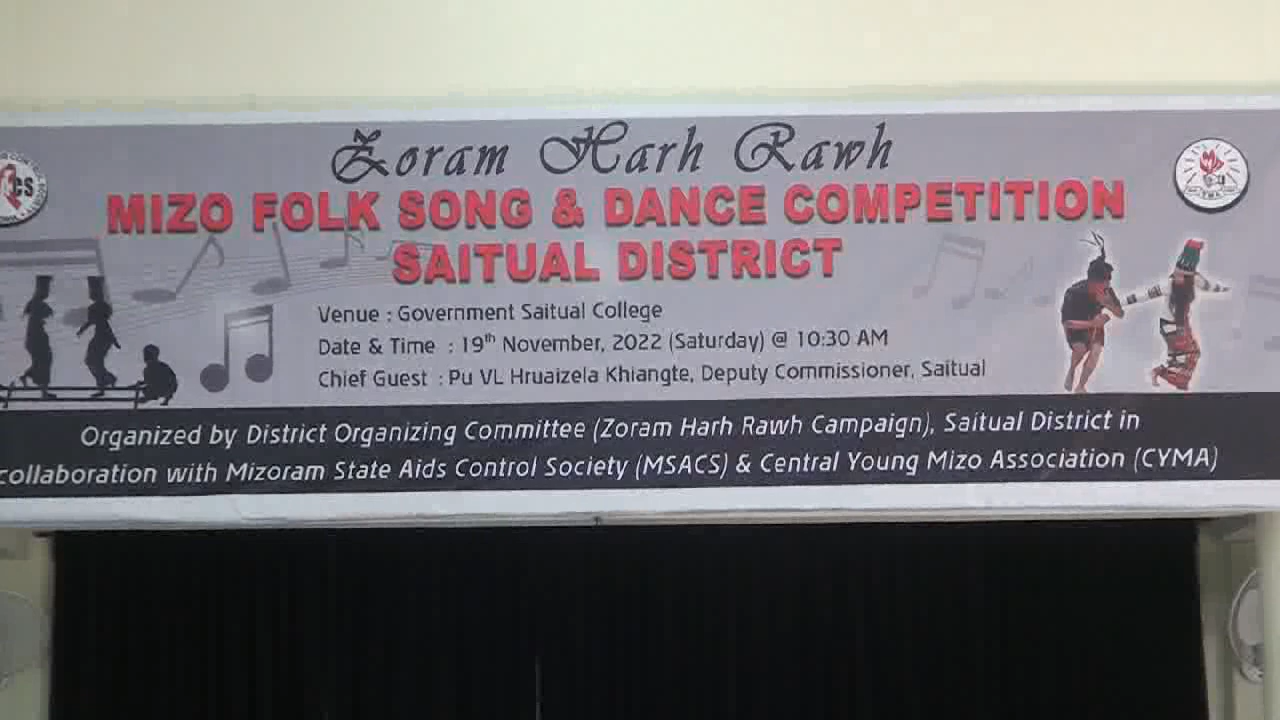 Zoram Harh Rawh
MIZO FOLK SONG & DANCE COMPETITION
SAITUAL DISTRICT
Venue : Government Saitual College
Date & Time : 19th November, 2022 (Saturday) @ 10:30 AM
Chief Guest : Pu VL Hruaizela Khiangte, Deputy Commissioner, Saitual
Organized by District Organizing Committee (Zoram Harh Rawh Campaign), Saitual District in
collaboration with Mizoram State Aids Control Society (MSACS) & Central Young Mizo Association (CYMA)